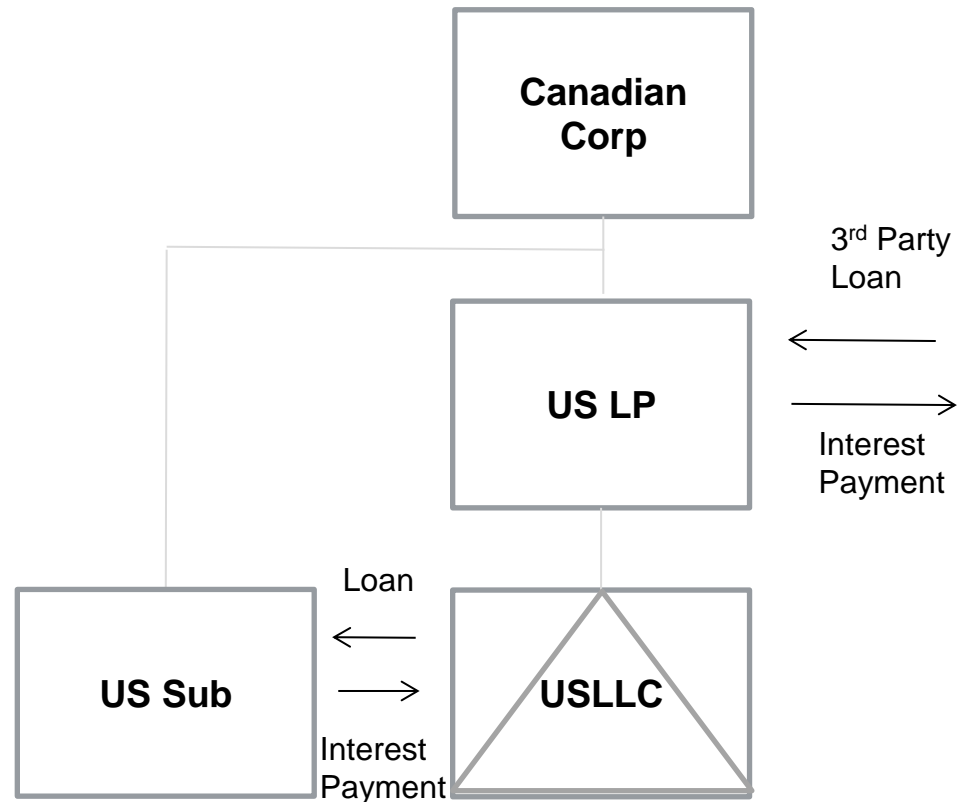 Canadian
Corp
3rd Party
Loan
US LP
Interest
Payment
Loan
US Sub
USLLC
Interest
Payment